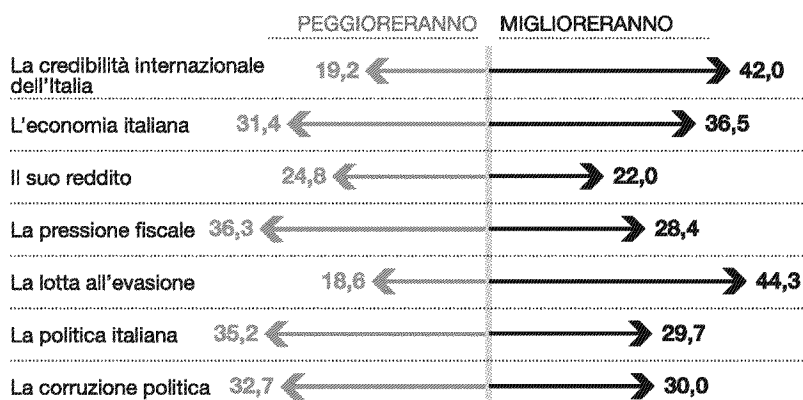 PEGGIORERANNO MIGLIORERANNO
La credibilità internazionale
dell'Italia 19,2 42,0
L'economia italiana 31,4 36,5
Il suo reddito 24,8 22,0
La pressione fiscale 36,3 28,4
La lotta all'evasione 18,6 44,3
La politica italiana 35,2 29,7
La corruzione politica 32,7 30,0